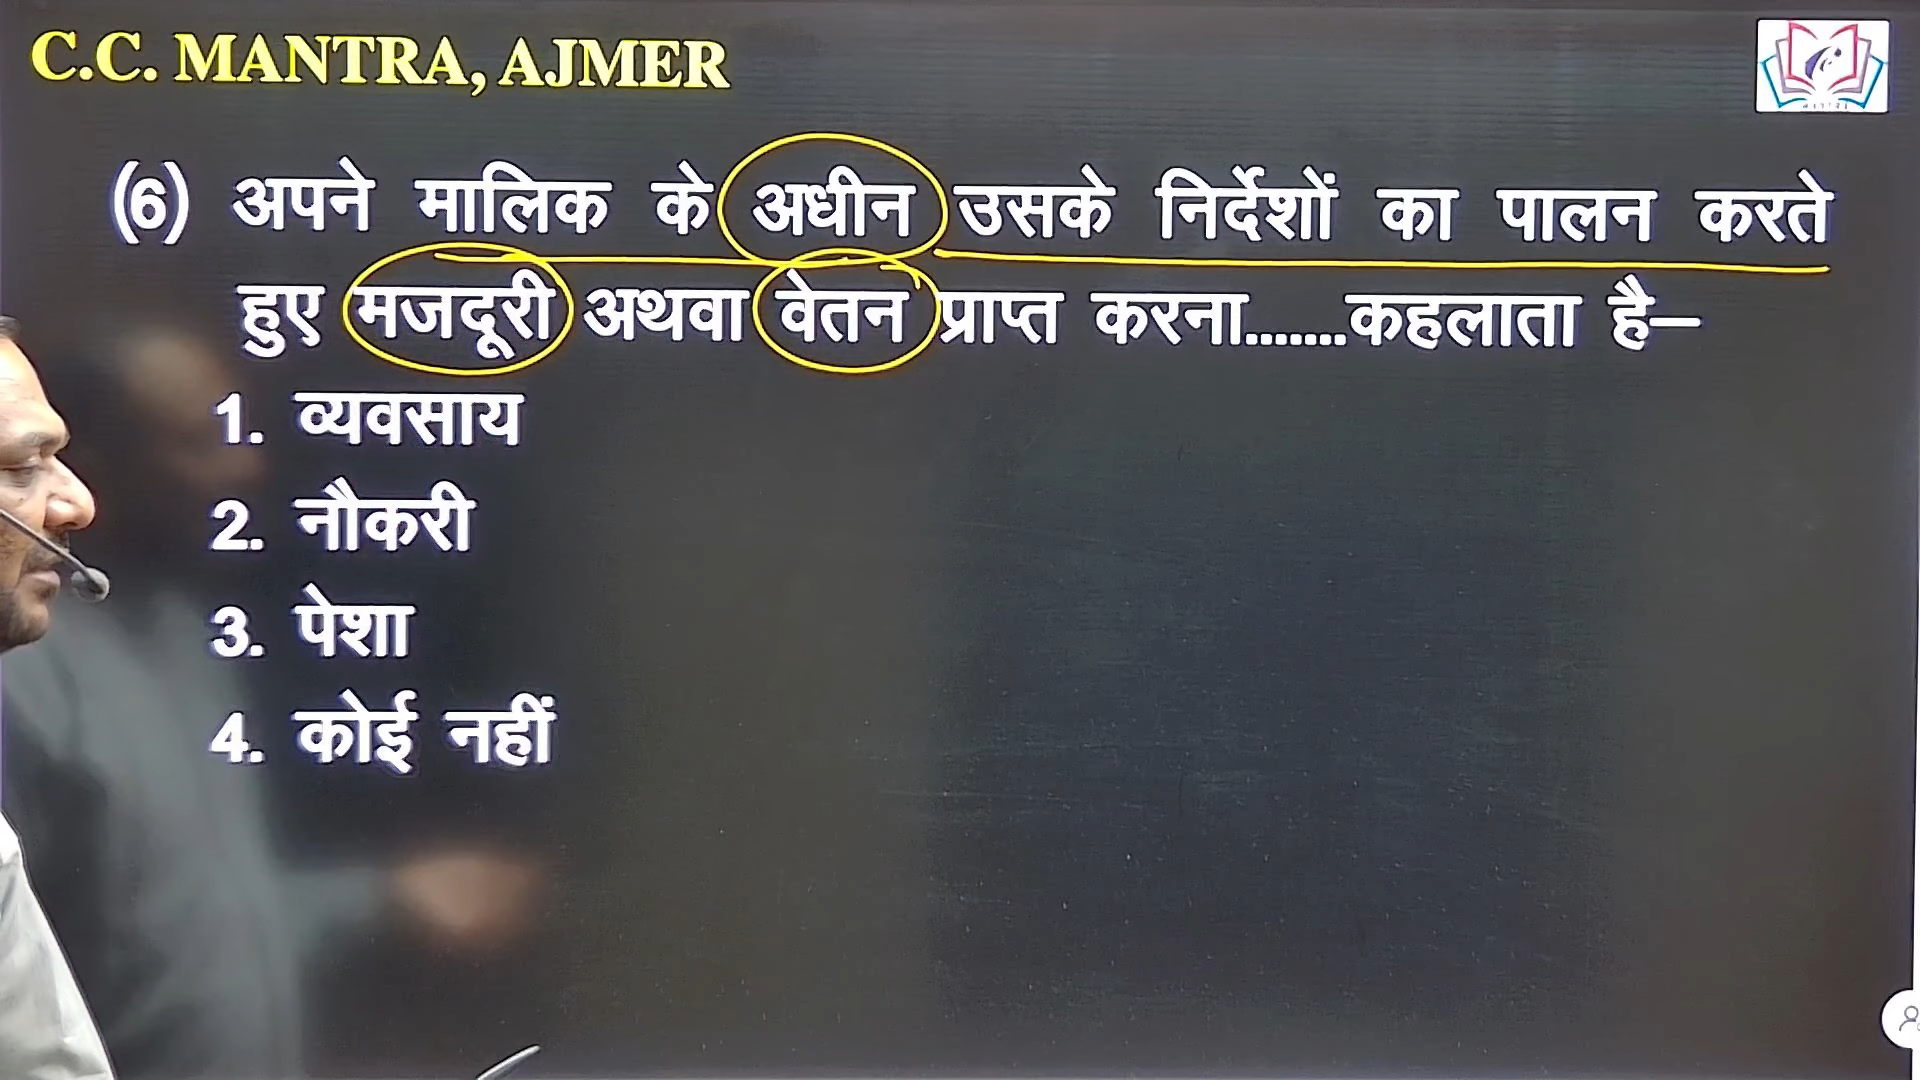 C.C. MANTRA, AJMER
(6) अपने मालिक के अधीन उसके निर्देशों का पालन करते
हुए मजदूरी अथवा वेतन प्राप्त करना.......कहलाता है–
1. व्यवसाय
2. नौकरी
3. पेशा
4. कोई नहीं